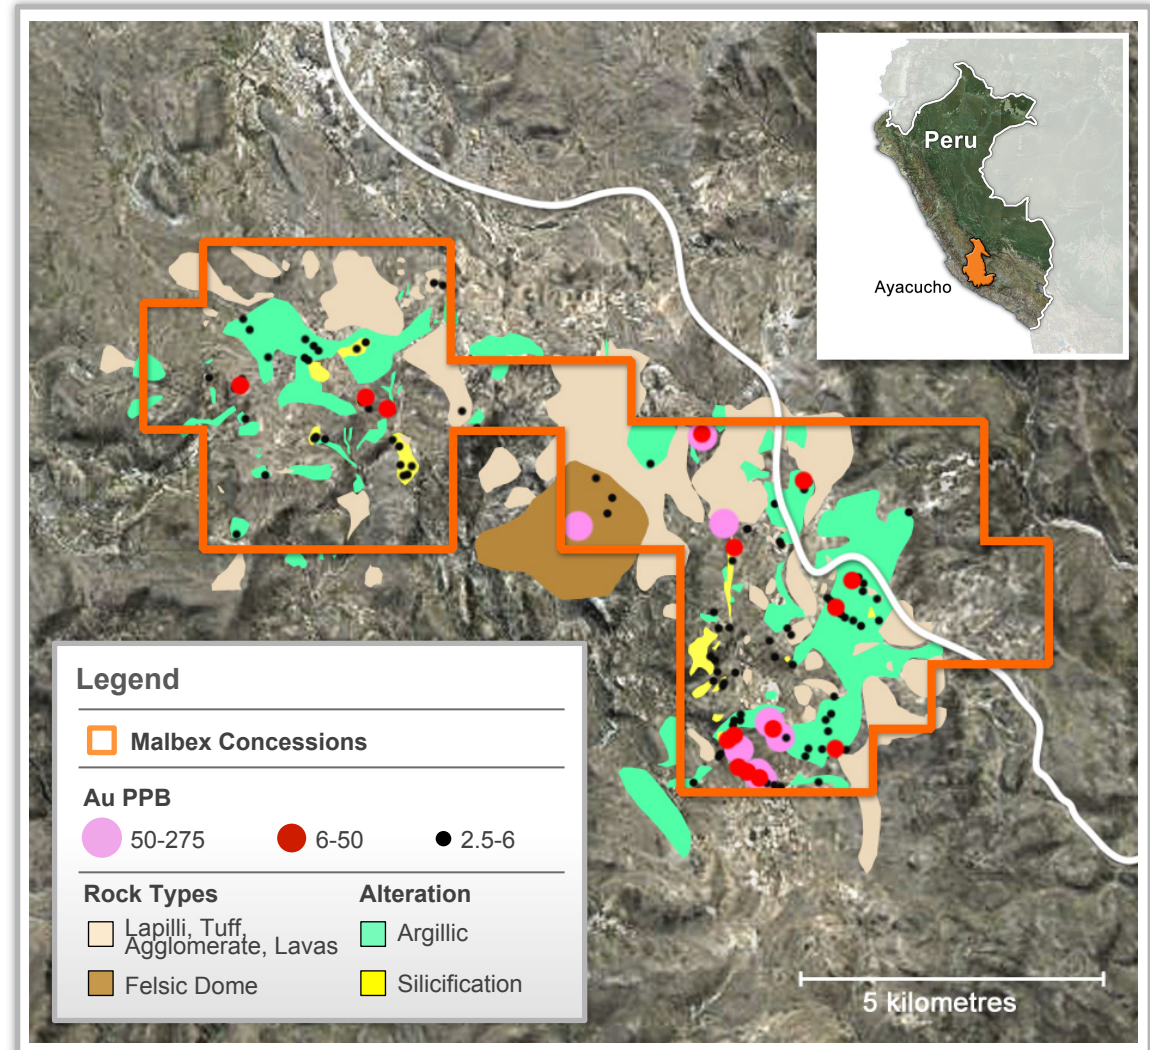 Peru
Ayacucho
Legend
Malbex Concessions
Au PPB
50-275
6-50
2.5-6
Rock Types
Alteration
Lapilli, Tuff,
Agglomerate, Lavas
Argillic
Felsic Dome
Silicification
5 kilometres